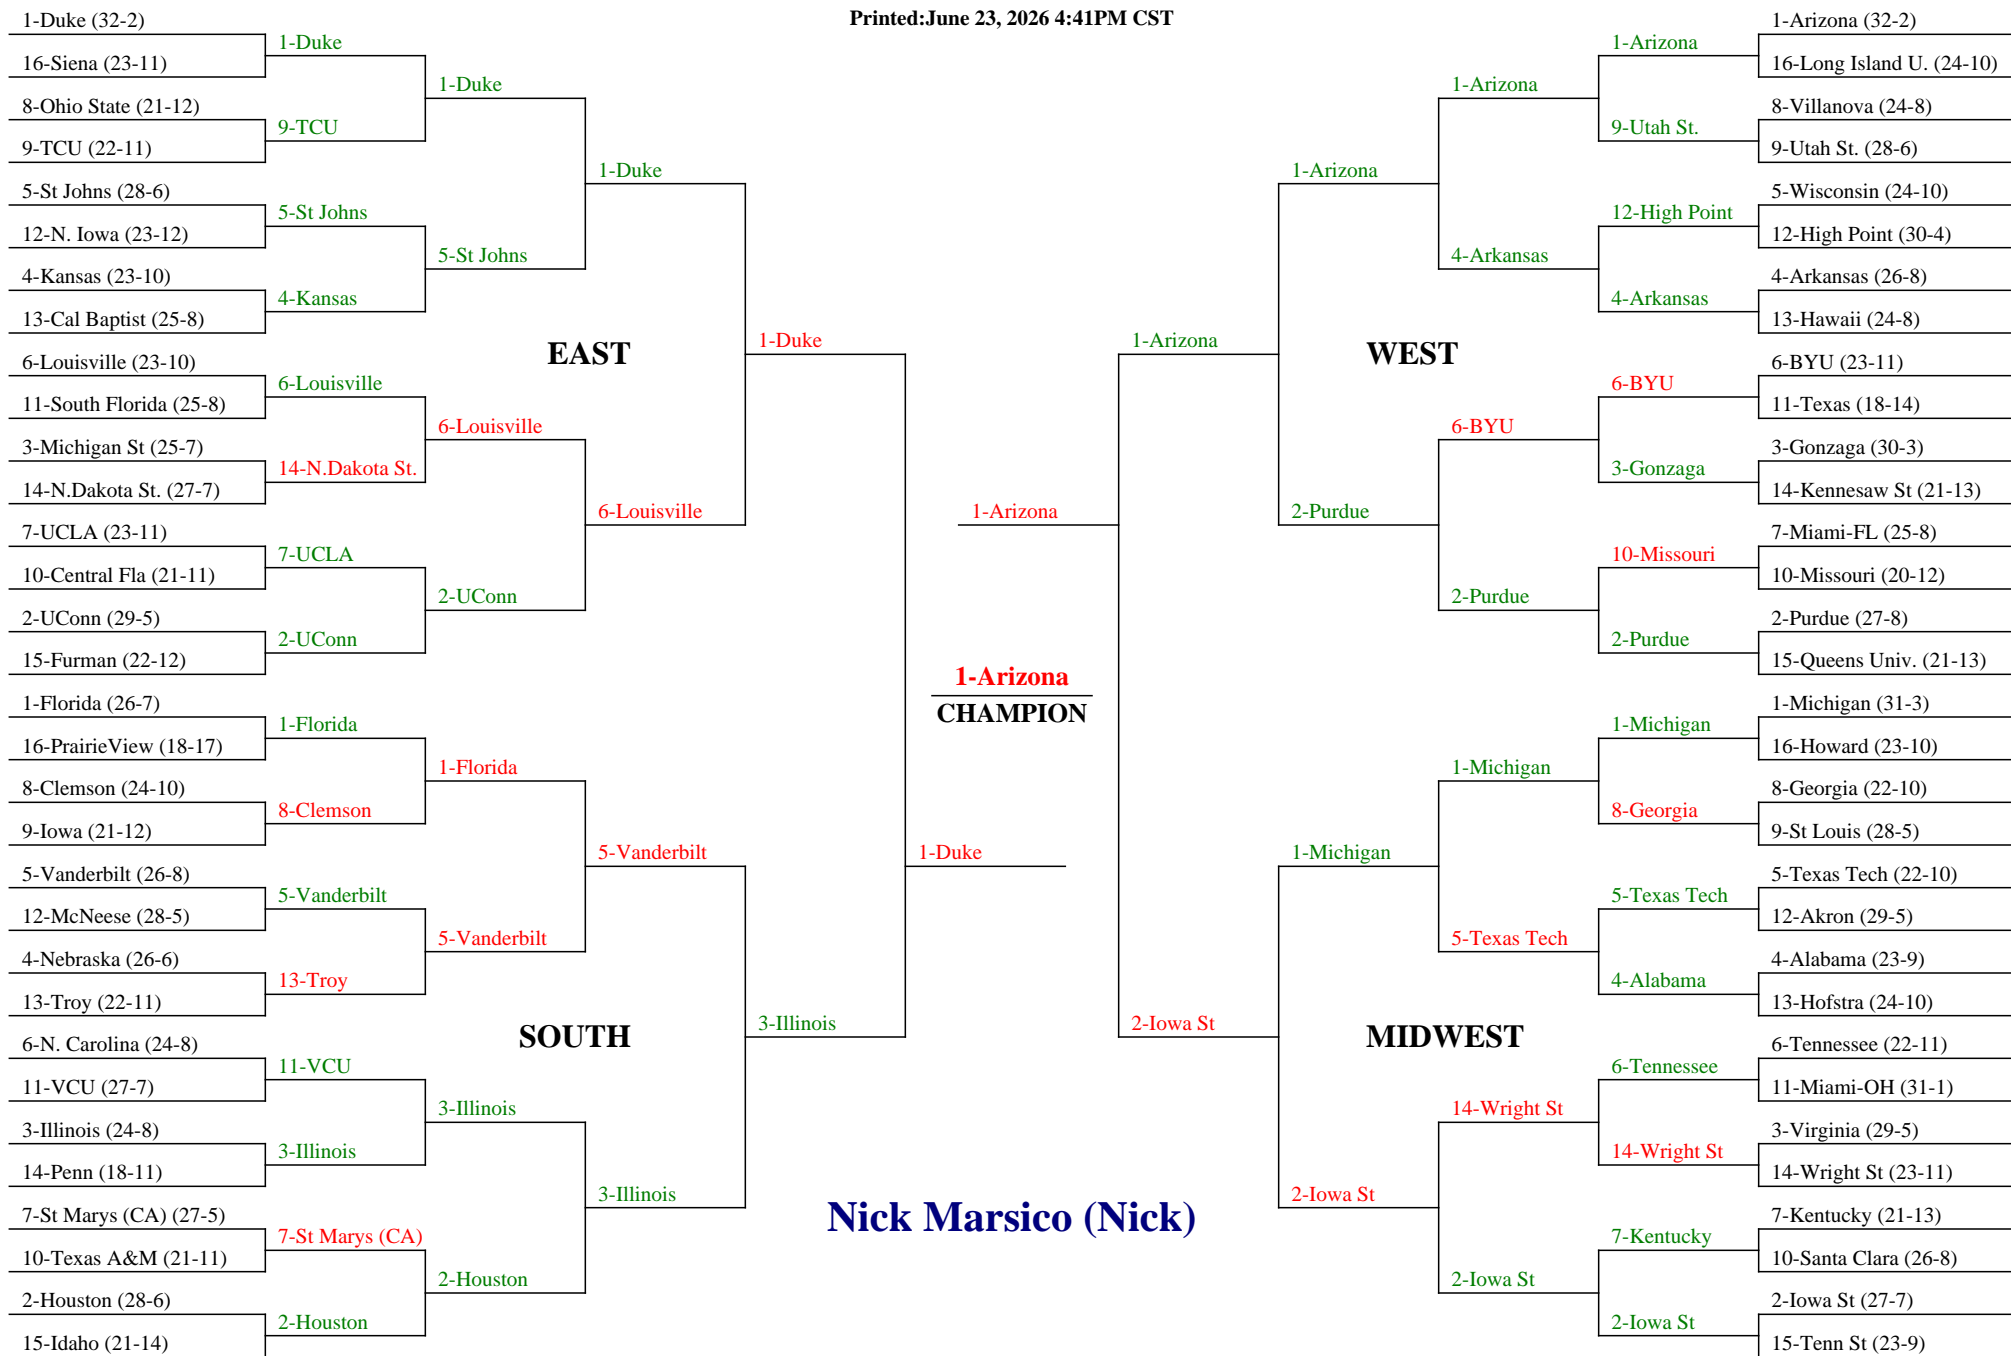 Printed:June 23, 2026 4:41PM CST
1-Duke (32-2)
16-Siena (23-11)
8-Ohio State (21-12)
9-TCU (22-11)
5-St Johns (28-6)
12-N. Iowa (23-12)
4-Kansas (23-10)
13-Cal Baptist (25-8)
6-Louisville (23-10)
11-South Florida (25-8)
3-Michigan St (25-7)
14-N.Dakota St. (27-7)
7-UCLA (23-11)
10-Central Fla (21-11)
2-UConn (29-5)
15-Furman (22-12)
1-Florida (26-7)
16-PrairieView (18-17)
8-Clemson (24-10)
9-Iowa (21-12)
5-Vanderbilt (26-8)
12-McNeese (28-5)
4-Nebraska (26-6)
13-Troy (22-11)
6-N. Carolina (24-8)
11-VCU (27-7)
3-Illinois (24-8)
14-Penn (18-11)
7-St Marys (CA) (27-5)
10-Texas A&M (21-11)
2-Houston (28-6)
15-Idaho (21-14)
1-Duke
9-TCU
5-St Johns
4-Kansas
6-Louisville
14-N.Dakota St.
7-UCLA
2-UConn
1-Florida
8-Clemson
5-Vanderbilt
13-Troy
11-VCU
3-Illinois
7-St Marys (CA)
2-Houston
1-Duke
5-St Johns
6-Louisville
2-UConn
1-Florida
5-Vanderbilt
3-Illinois
2-Houston
EAST
SOUTH
1-Duke
6-Louisville
5-Vanderbilt
3-Illinois
1-Duke
3-Illinois
1-Duke
1-Arizona
1-Arizona
CHAMPION
Nick Marsico (Nick)
1-Arizona
2-Iowa St
1-Arizona
2-Purdue
1-Michigan
2-Iowa St
WEST
MIDWEST
1-Arizona
4-Arkansas
6-BYU
2-Purdue
1-Michigan
5-Texas Tech
14-Wright St
2-Iowa St
1-Arizona
9-Utah St.
12-High Point
4-Arkansas
6-BYU
3-Gonzaga
10-Missouri
2-Purdue
1-Michigan
8-Georgia
5-Texas Tech
4-Alabama
6-Tennessee
14-Wright St
7-Kentucky
2-Iowa St
1-Arizona (32-2)
16-Long Island U. (24-10)
8-Villanova (24-8)
9-Utah St. (28-6)
5-Wisconsin (24-10)
12-High Point (30-4)
4-Arkansas (26-8)
13-Hawaii (24-8)
6-BYU (23-11)
11-Texas (18-14)
3-Gonzaga (30-3)
14-Kennesaw St (21-13)
7-Miami-FL (25-8)
10-Missouri (20-12)
2-Purdue (27-8)
15-Queens Univ. (21-13)
1-Michigan (31-3)
16-Howard (23-10)
8-Georgia (22-10)
9-St Louis (28-5)
5-Texas Tech (22-10)
12-Akron (29-5)
4-Alabama (23-9)
13-Hofstra (24-10)
6-Tennessee (22-11)
11-Miami-OH (31-1)
3-Virginia (29-5)
14-Wright St (23-11)
7-Kentucky (21-13)
10-Santa Clara (26-8)
2-Iowa St (27-7)
15-Tenn St (23-9)